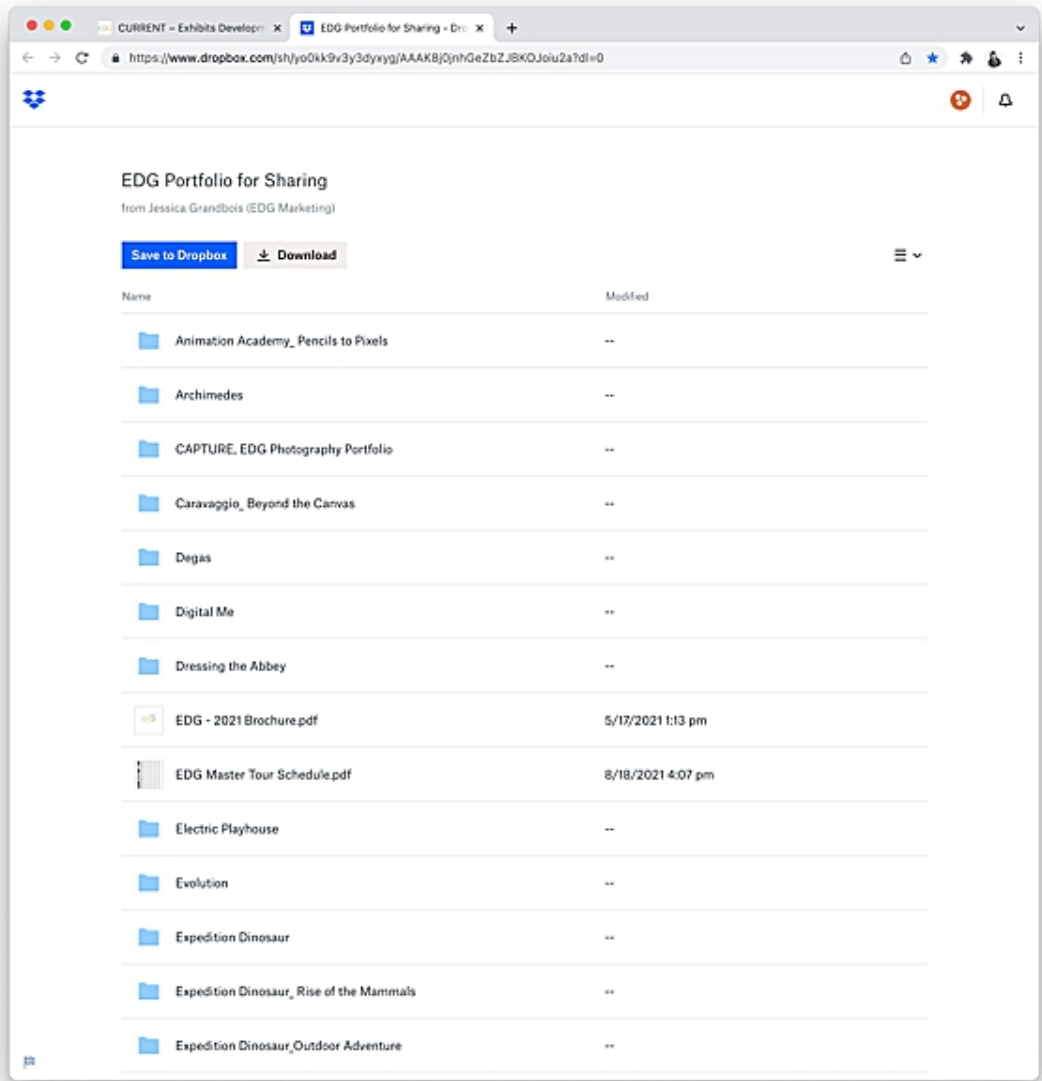 CURRENT – Exhibits Developm
EDG Portfolio for Sharing - Dro
https://www.dropbox.com/sh/yo0kk9v3y3dyxyg/AAAK8j0jnhGeZbZJBKOJoiu2a?dl=0
EDG Portfolio for Sharing
from Jessica Grandbois (EDG Marketing)
Save to Dropbox Download
Name Modified
Animation Academy_ Pencils to Pixels --
Archimedes --
CAPTURE, EDG Photography Portfolio --
Caravaggio_ Beyond the Canvas --
Degas --
Digital Me --
Dressing the Abbey --
EDG - 2021 Brochure.pdf 5/17/2021 1:13 pm
EDG Master Tour Schedule.pdf 8/18/2021 4:07 pm
Electric Playhouse --
Evolution --
Expedition Dinosaur --
Expedition Dinosaur_ Rise of the Mammals --
Expedition Dinosaur_Outdoor Adventure --